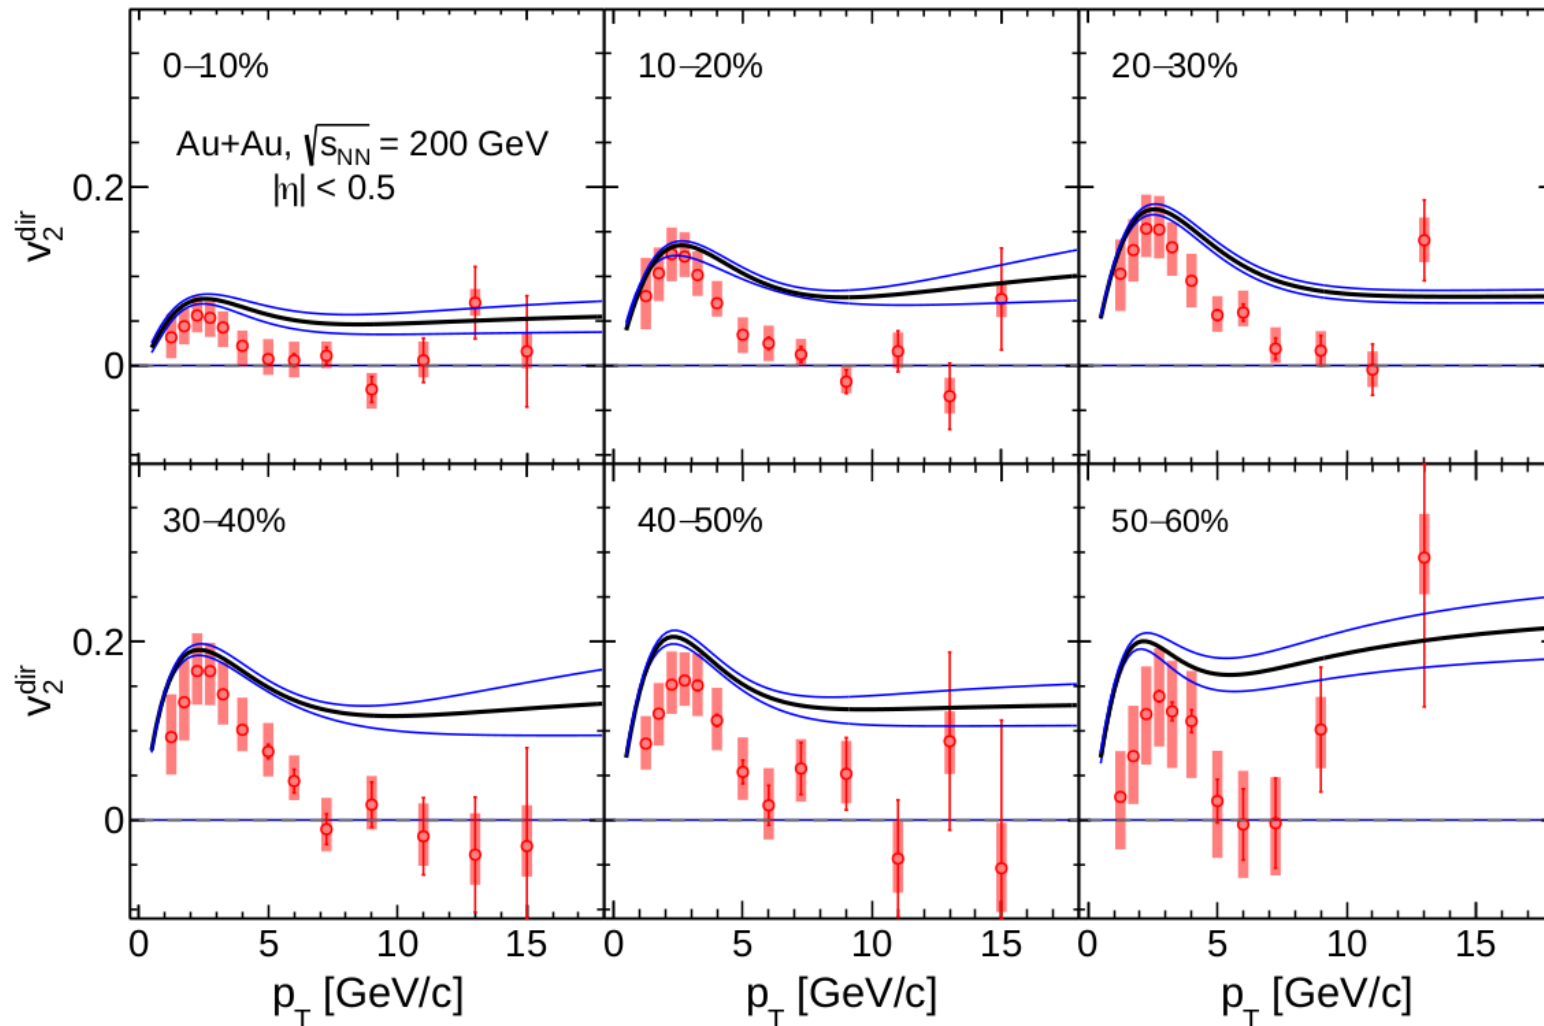 0–10%
10–20%
20–30%
Au+Au, √s_NN = 200 GeV
|η| < 0.5
0.2
0
v_2^dir
30–40%
40–50%
50–60%
0.2
0
v_2^dir
0 5 10 15 0 5 10 15 0 5 10 15
p_T [GeV/c] p_T [GeV/c] p_T [GeV/c]